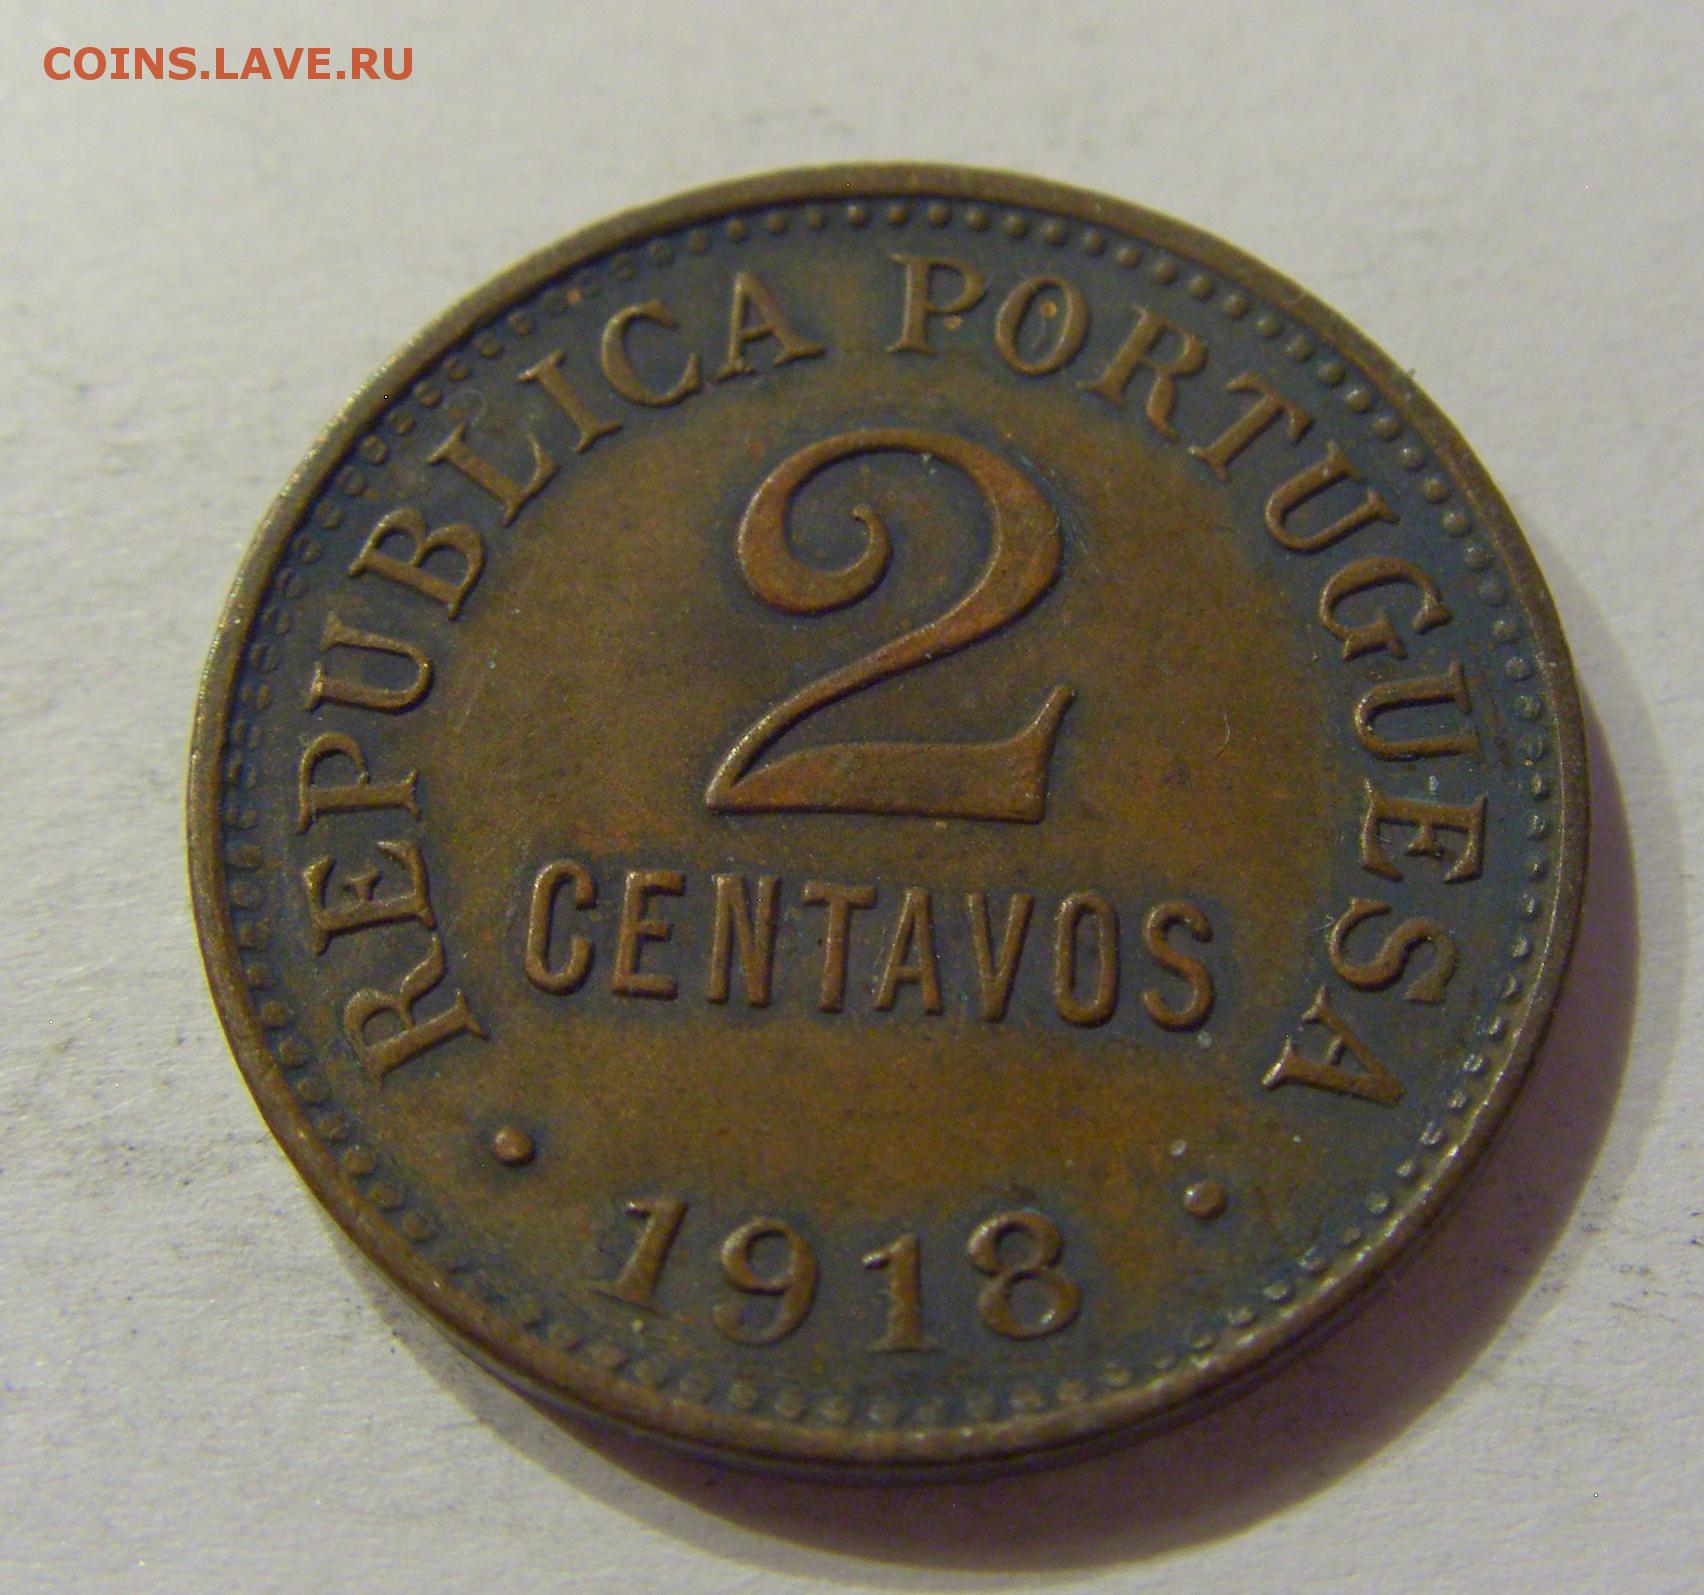 COINS.LAVE.RU
REPUBLICA PORTUGUESA
2
CENTAVOS
• 1918 •